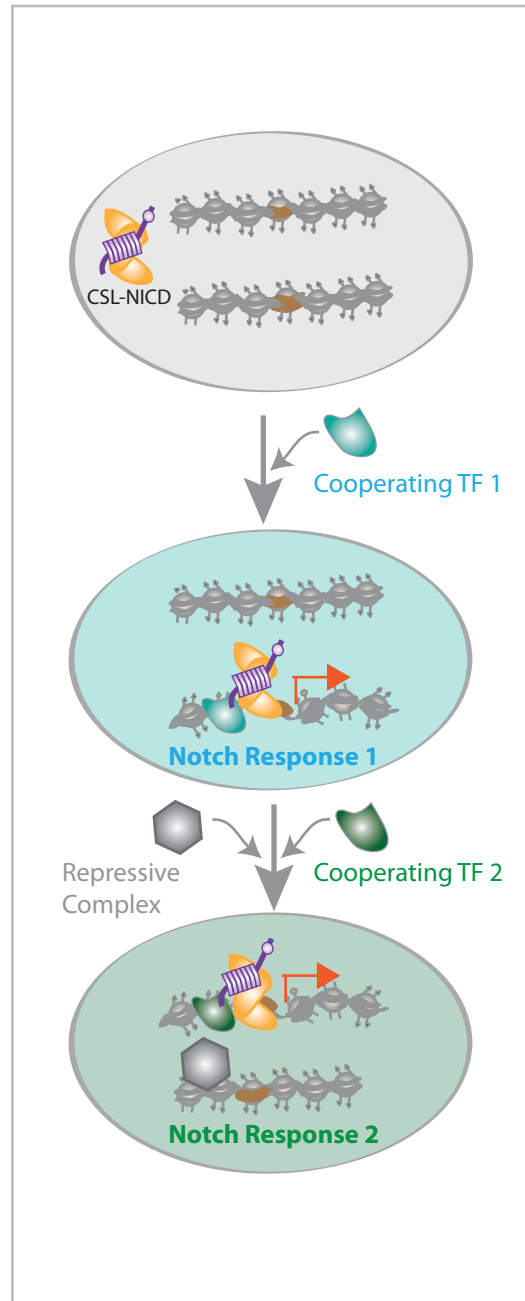 CSL-NICD
Cooperating TF 1
Notch Response 1
Repressive
Complex
Cooperating TF 2
Notch Response 2